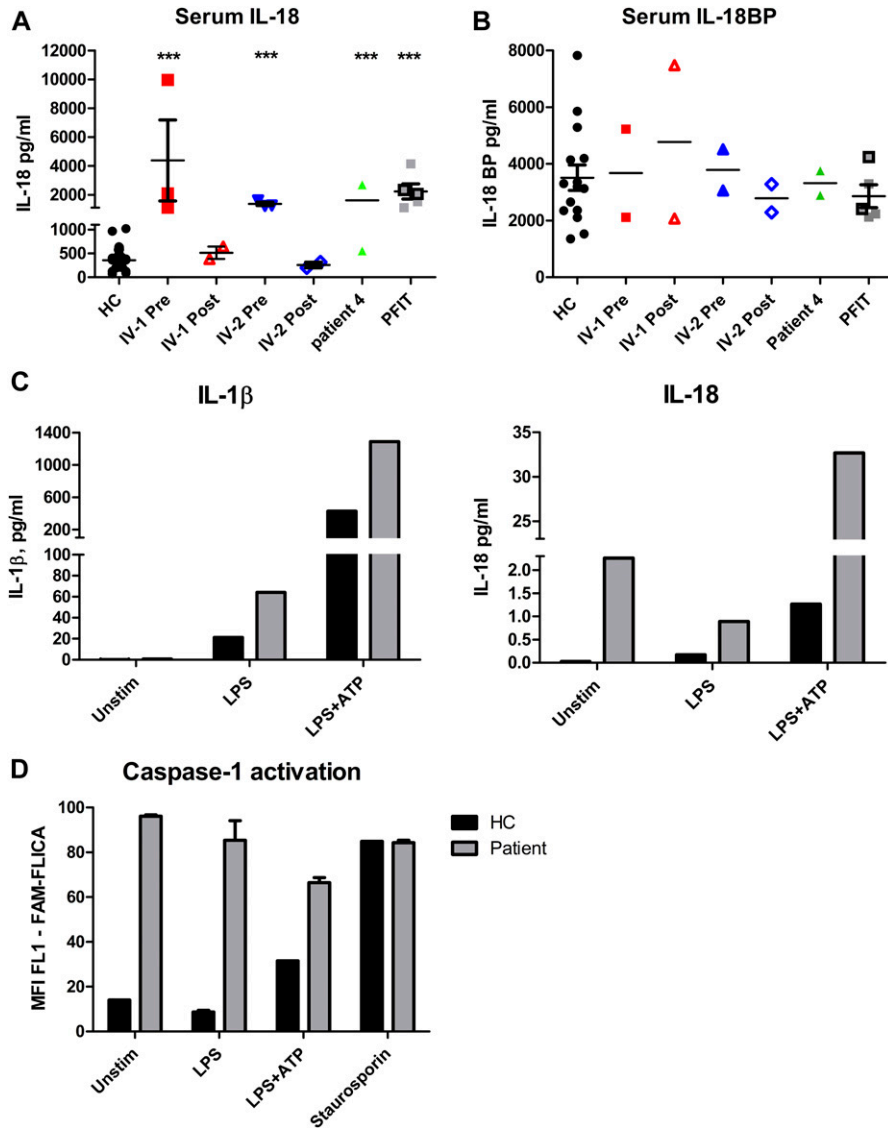 A
Serum IL-18
IL-18 pg/ml
12000
10000
8000
6000
4000
2000
1000
500
0
***
***
***
***
HC
IV-1 Pre
IV-1 Post
IV-2 Pre
IV-2 Post
patient 4
PFIT
B
Serum IL-18BP
IL-18 BP pg/ml
8000
6000
4000
2000
0
HC
IV-1 Pre
IV-1 Post
IV-2 Pre
IV-2 Post
Patient 4
PFIT
C
IL-1β
IL-1β, pg/ml
1400
1000
600
200
100
80
60
40
20
0
Unstim
LPS
LPS+ATP
IL-18
IL-18 pg/ml
35
30
25
2.0
1.5
1.0
0.5
0.0
Unstim
LPS
LPS+ATP
D
Caspase-1 activation
MFI FL1 - FAM-FLICA
100
80
60
40
20
0
Unstim
LPS
LPS+ATP
Staurosporin
HC
Patient